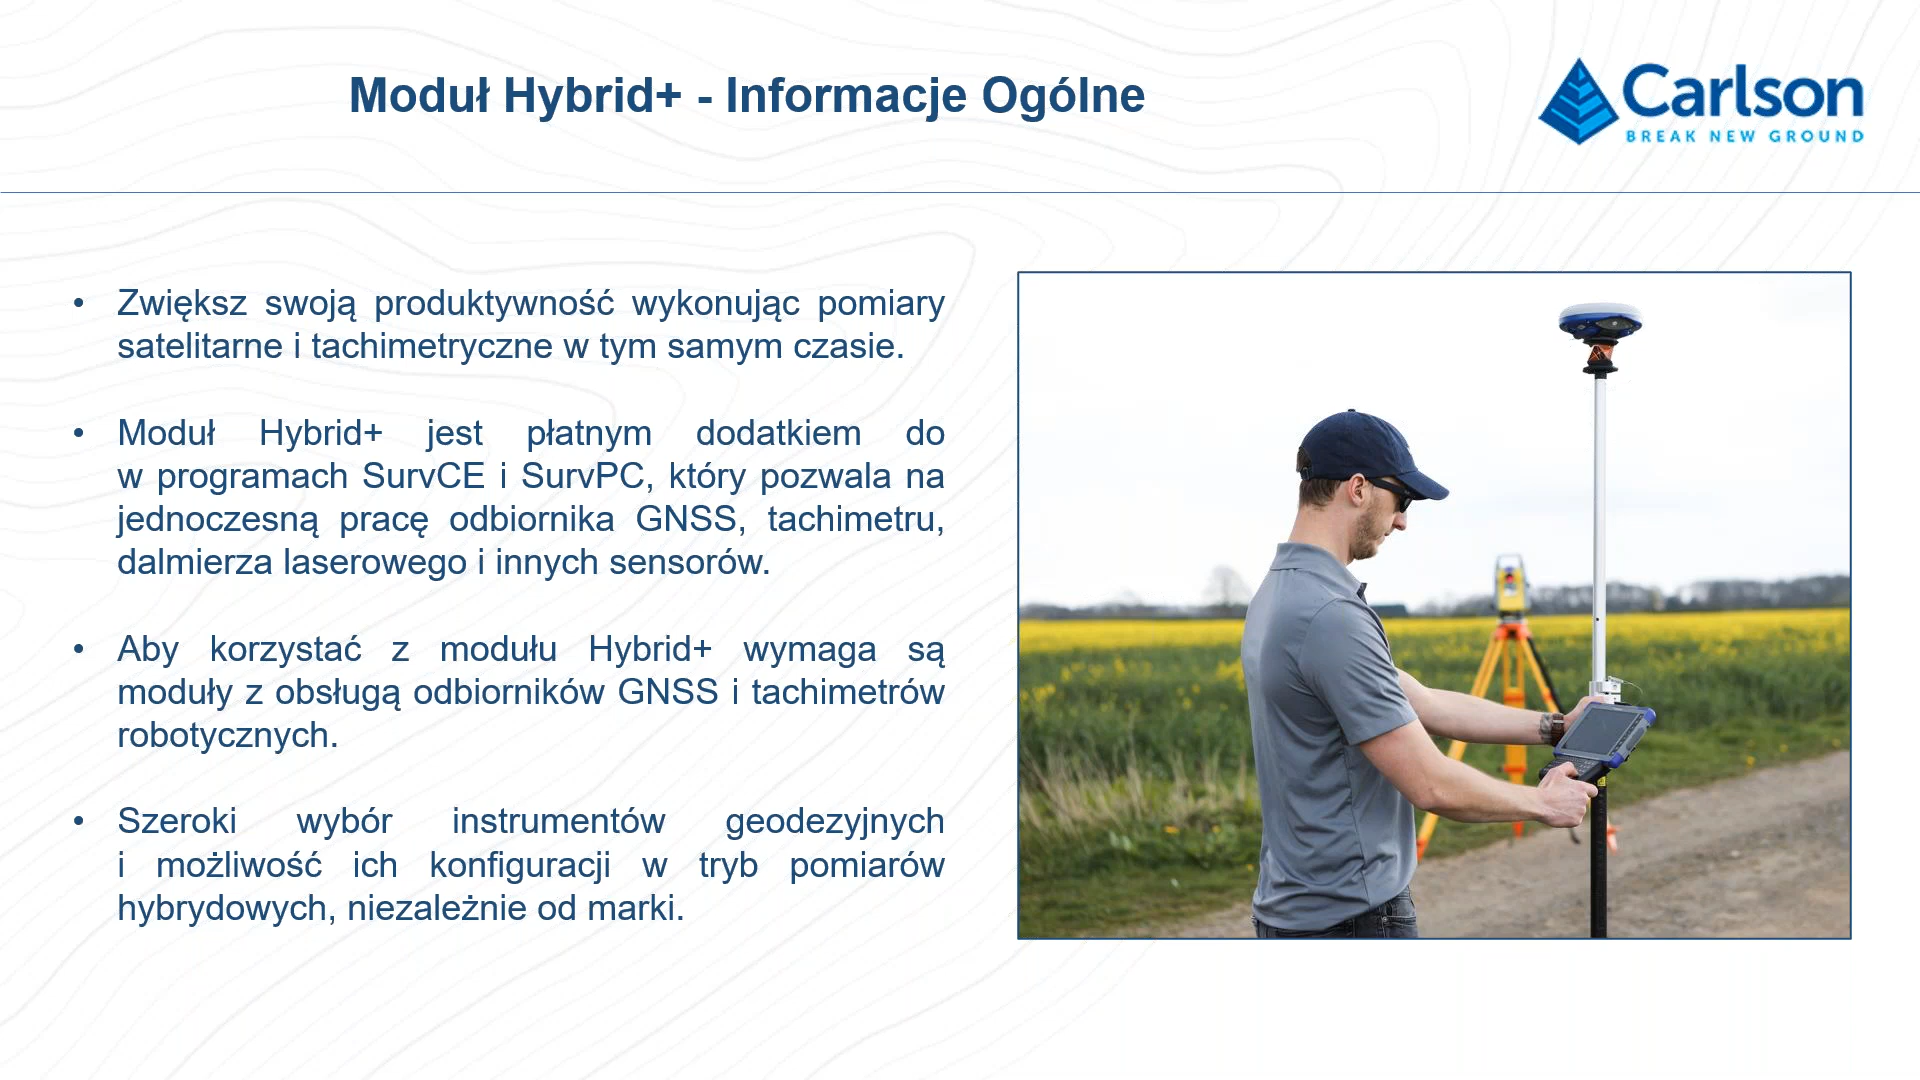 Moduł Hybrid+ - Informacje Ogólne
Carlson
BREAK NEW GROUND
• Zwiększ swoją produktywność wykonując pomiary
satelitarne i tachimetryczne w tym samym czasie.
• Moduł Hybrid+ jest płatnym dodatkiem do
w programach SurvCE i SurvPC, który pozwala na
jednoczesną pracę odbiornika GNSS, tachimetru,
dalmierza laserowego i innych sensorów.
• Aby korzystać z modułu Hybrid+ wymaga są
moduły z obsługą odbiorników GNSS i tachimetrów
robotycznych.
• Szeroki wybór instrumentów geodezyjnych
i możliwość ich konfiguracji w tryb pomiarów
hybrydowych, niezależnie od marki.